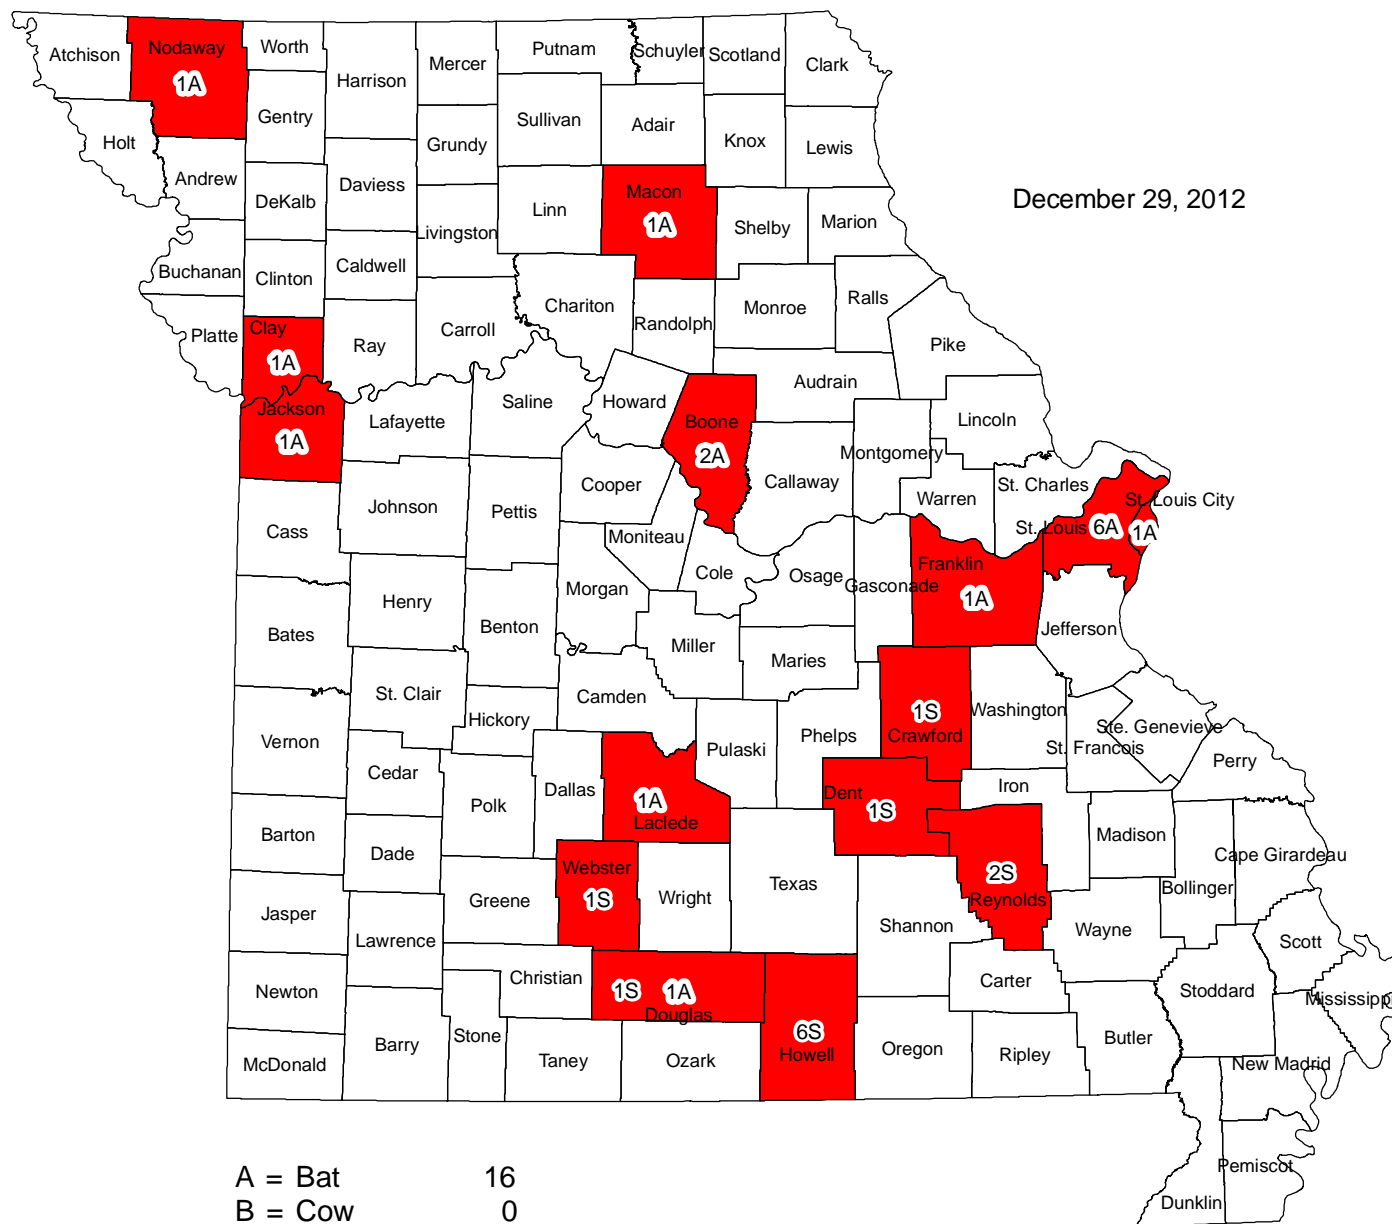 Atchison
Nodaway
1A
Worth
Harrison
Mercer
Putnam
Schuyler
Scotland
Clark
Gentry
Sullivan
Adair
Knox
Lewis
Holt
Grundy
Andrew
DeKalb
Daviess
Linn
Macon
1A
Shelby
Marion
December 29, 2012
Livingston
Buchanan
Clinton
Caldwell
Chariton
Randolph
Monroe
Ralls
Platte
Clay
1A
Ray
Carroll
Pike
Audrain
Jackson
1A
Lafayette
Saline
Howard
Boone
2A
Lincoln
Montgomery
Callaway
Cooper
Warren
St. Charles
St. Louis City
St. Louis
6A
1A
Johnson
Pettis
Cass
Moniteau
Cole
Osage
Gasconade
Franklin
1A
Morgan
Henry
Benton
Bates
Miller
Maries
Jefferson
St. Clair
Camden
Hickory
1S
Crawford
Washington
Ste. Genevieve
St. Francois
Vernon
Pulaski
Phelps
Perry
Cedar
Polk
Dallas
1A
Laclede
Dent
1S
Iron
Barton
Dade
Madison
Cape Girardeau
Webster
1S
Wright
Texas
2S
Reynolds
Bollinger
Jasper
Greene
Shannon
Wayne
Lawrence
Scott
Newton
Christian
1S
1A
Douglas
Carter
Stoddard
Mississippi
6S
Howell
McDonald
Barry
Stone
Taney
Ozark
Oregon
Ripley
Butler
New Madrid
Pemiscot
Dunklin
A = Bat 16
B = Cow 0